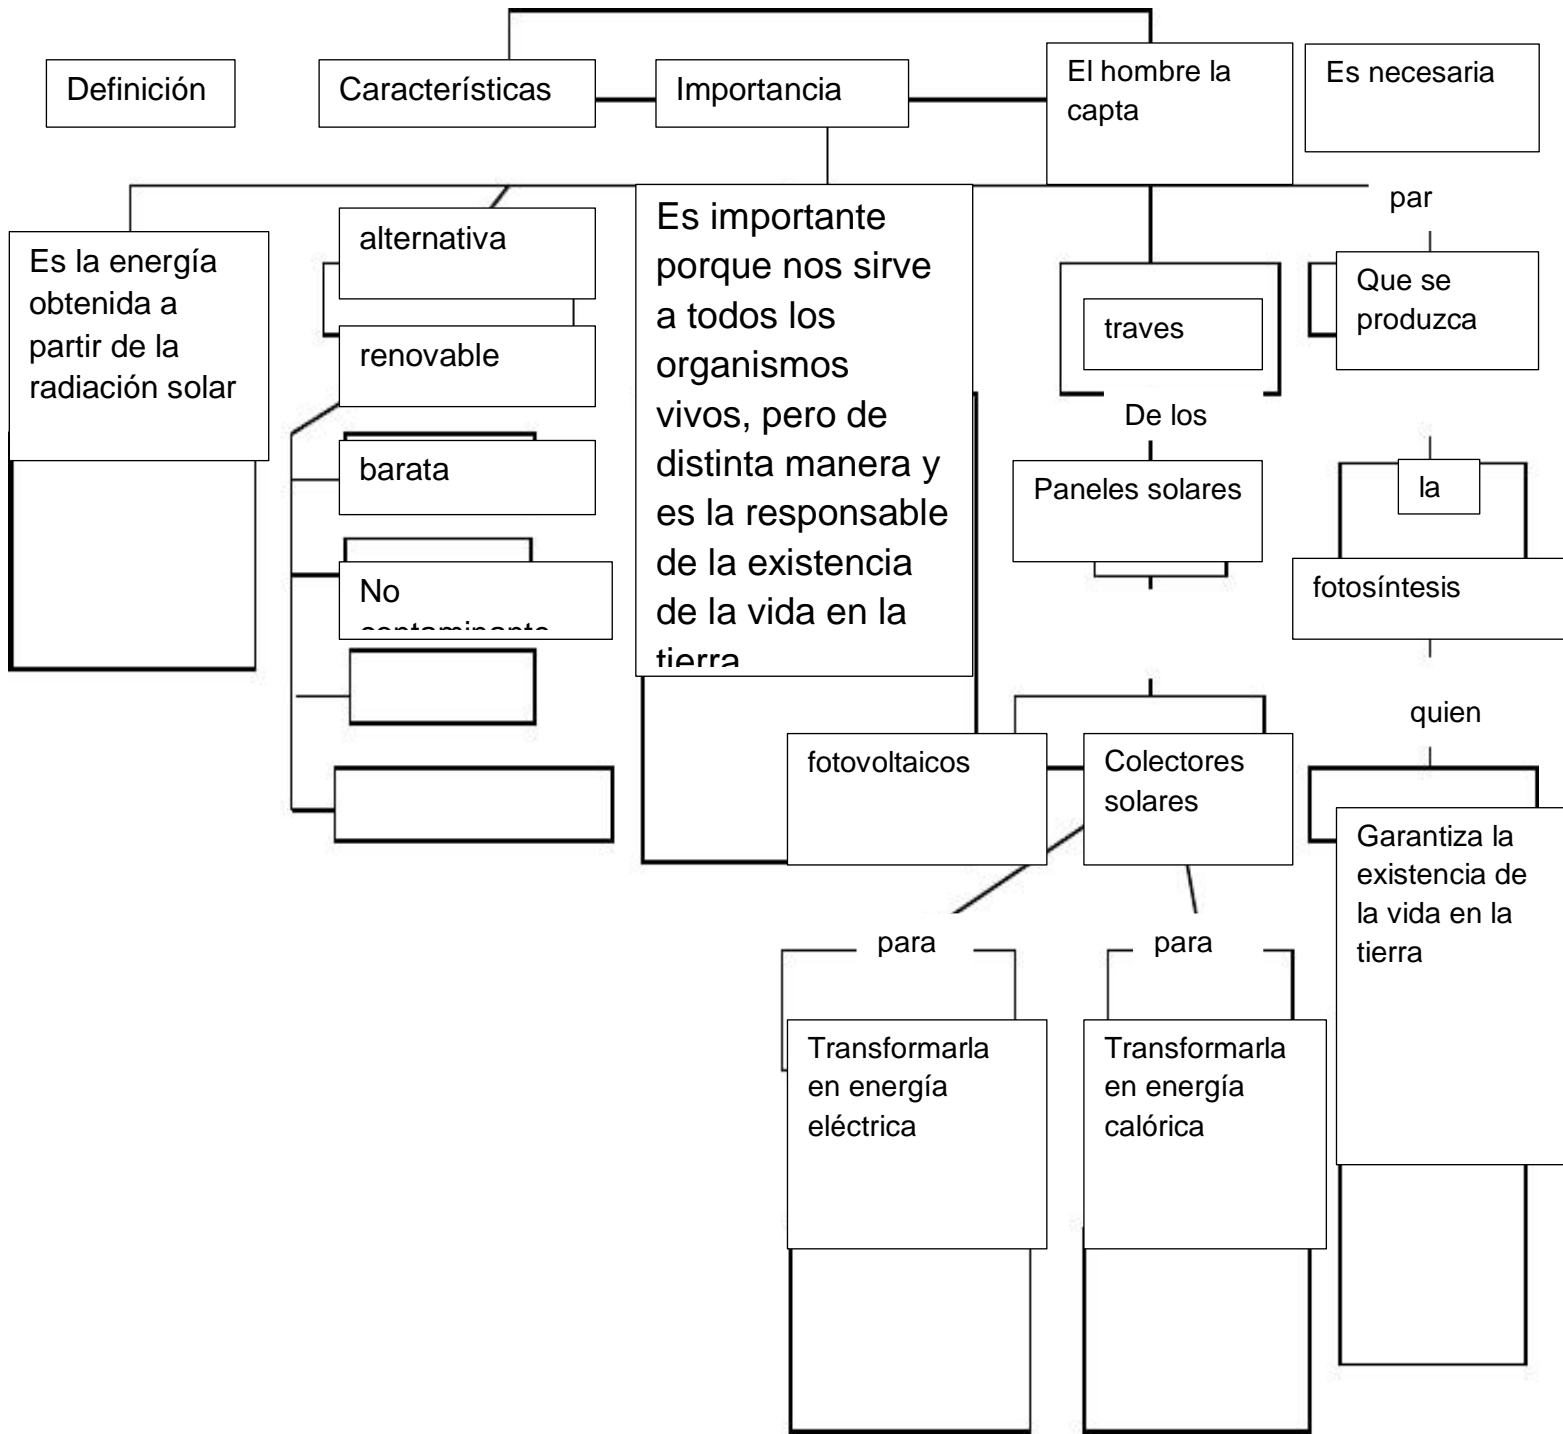 Definición
Características
Importancia
El hombre la
capta
Es necesaria
par
Es la energía
obtenida a
partir de la
radiación solar
alternativa
renovable
barata
No
contaminante
Es importante
porque nos sirve
a todos los
organismos
vivos, pero de
distinta manera y
es la responsable
de la existencia
de la vida en la
tierra
traves
De los
Paneles solares
fotovoltaicos
Colectores
solares
para
para
Transformarla
en energía
eléctrica
Transformarla
en energía
calórica
Que se
produzca
la
fotosíntesis
quien
Garantiza la
existencia de
la vida en la
tierra